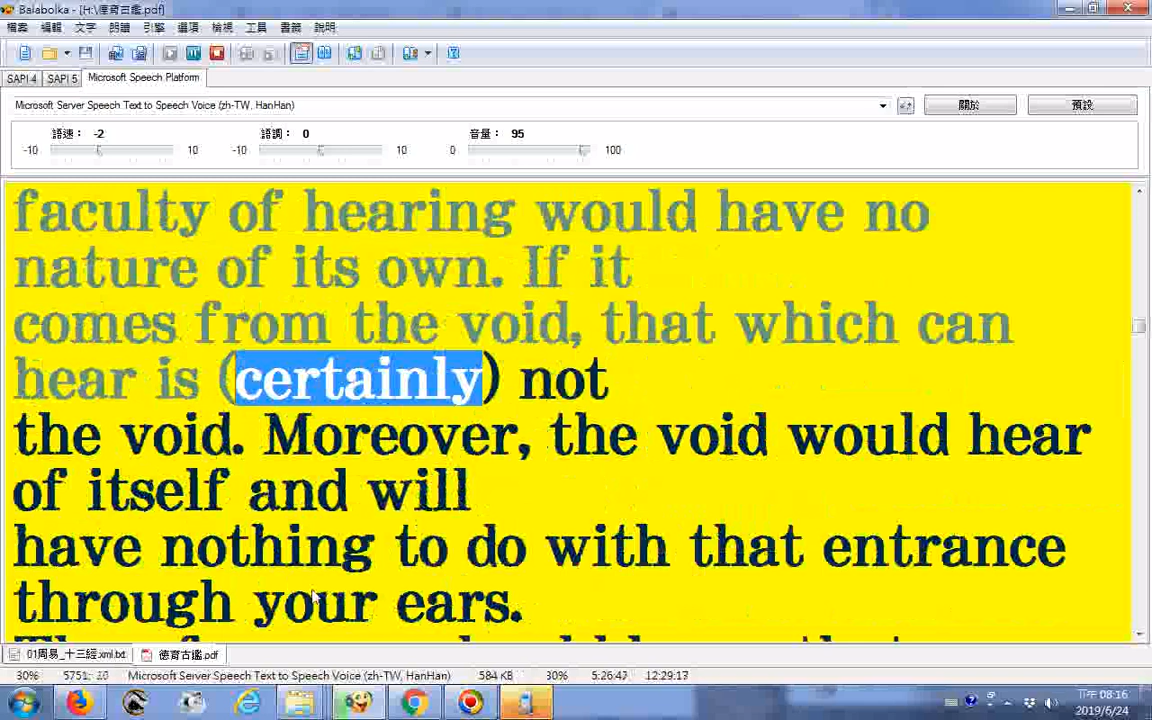 Balabolka - [H:\德育古鑑.pdf]
檔案 編輯 文字 朗讀 引擎 選項 檢視 工具 書籤 說明
SAPI 4 SAPI 5 Microsoft Speech Platform
Microsoft Server Speech Text to Speech Voice (zh-TW, HanHan) 關於 預設
語速： -2 語調： 0 音量： 95
-10 10 -10 10 0 100
faculty of hearing would have no
nature of its own. If it
comes from the void, that which can
hear is (certainly) not
the void. Moreover, the void would hear
of itself and will
have nothing to do with that entrance
through your ears.
01周易_十三經.xml.txt 德育古鑑.pdf
30% 5751: 10 Microsoft Server Speech Text to Speech Voice (zh-TW, HanHan) 584 KB 30% 5:26:47 12:29:17
下午 08:16
2019/6/24